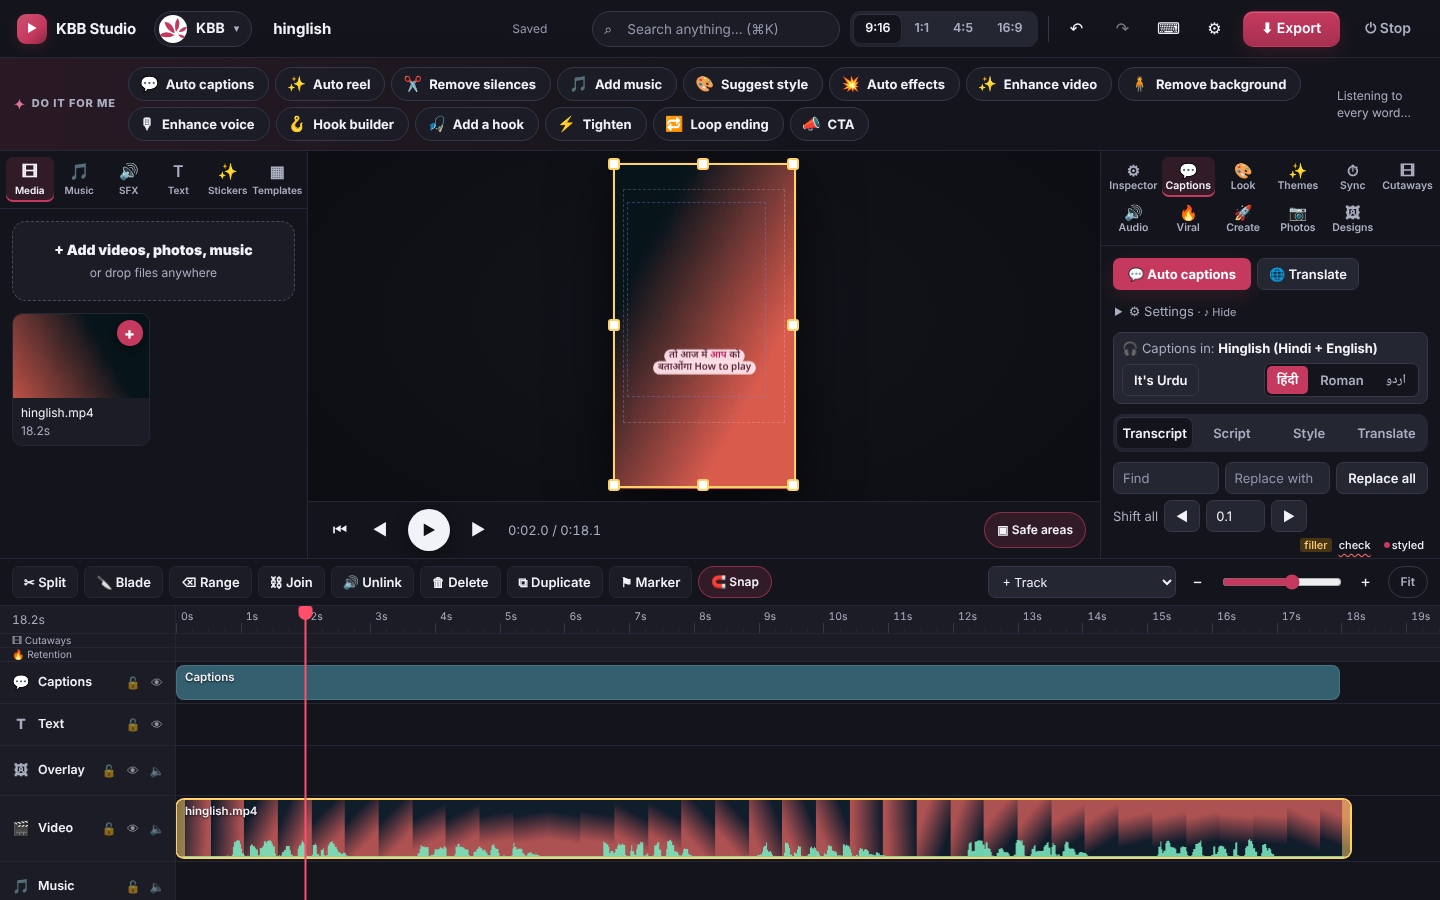 KBB Studio
KBB
hinglish
Saved
Search anything... (⌘K)
9:16 1:1 4:5 16:9
Export
Stop
DO IT FOR ME
Auto captions
Auto reel
Remove silences
Add music
Suggest style
Auto effects
Enhance video
Remove background
Enhance voice
Hook builder
Add a hook
Tighten
Loop ending
CTA
Listening to
every word...
Media Music SFX Text Stickers Templates
+ Add videos, photos, music
or drop files anywhere
hinglish.mp4
18.2s
तो आज में आप को
बताओंगा How to play
0:02.0 / 0:18.1
Safe areas
Inspector Captions Look Themes Sync Cutaways
Audio Viral Create Photos Designs
Auto captions
Translate
Settings · ♪ Hide
Captions in: Hinglish (Hindi + English)
It's Urdu
हिंदी Roman اردو
Transcript Script Style Translate
Find
Replace with
Replace all
Shift all
0.1
filler check styled
Split
Blade
Range
Join
Unlink
Delete
Duplicate
Marker
Snap
+ Track
Fit
18.2s
0s 1s 2s 3s 4s 5s 6s 7s 8s 9s 10s 11s 12s 13s 14s 15s 16s 17s 18s 19s
Cutaways
Retention
Captions
Captions
Text
Overlay
Video
hinglish.mp4
Music